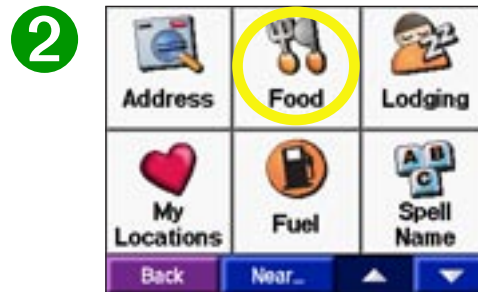 2
Address Food Lodging
A B
C
My Locations Fuel Spell Name
Back Near...